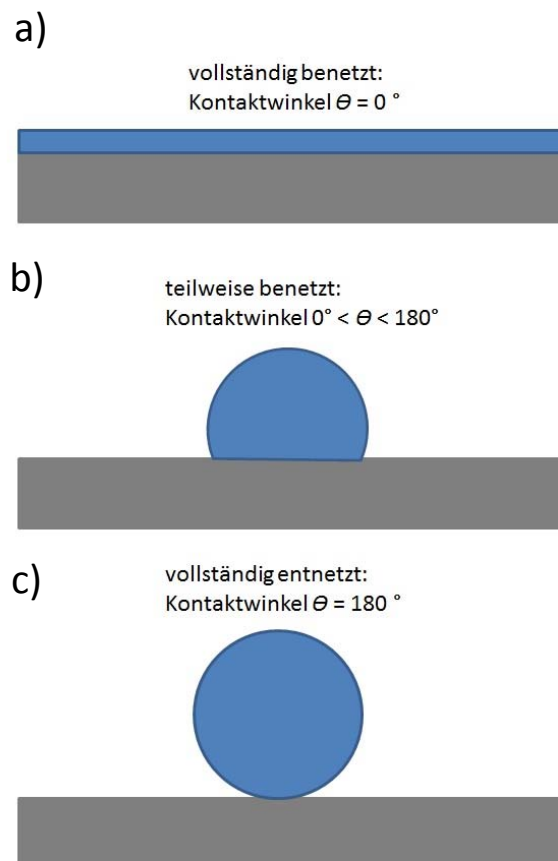 a)
vollständig benetzt:
Kontaktwinkel ϴ = 0 °
b)
teilweise benetzt:
Kontaktwinkel 0° < ϴ < 180°
c)
vollständig entnetzt:
Kontaktwinkel ϴ = 180 °